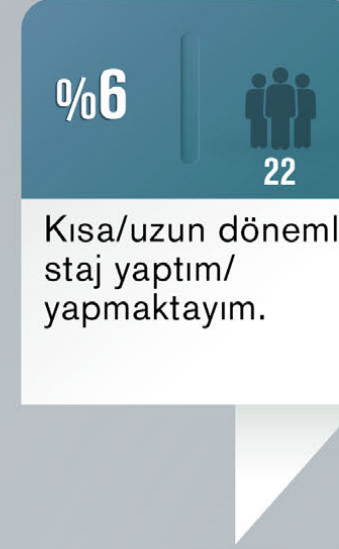 %6
22
Kısa/uzun döneml
staj yaptım/
yapmaktayım.